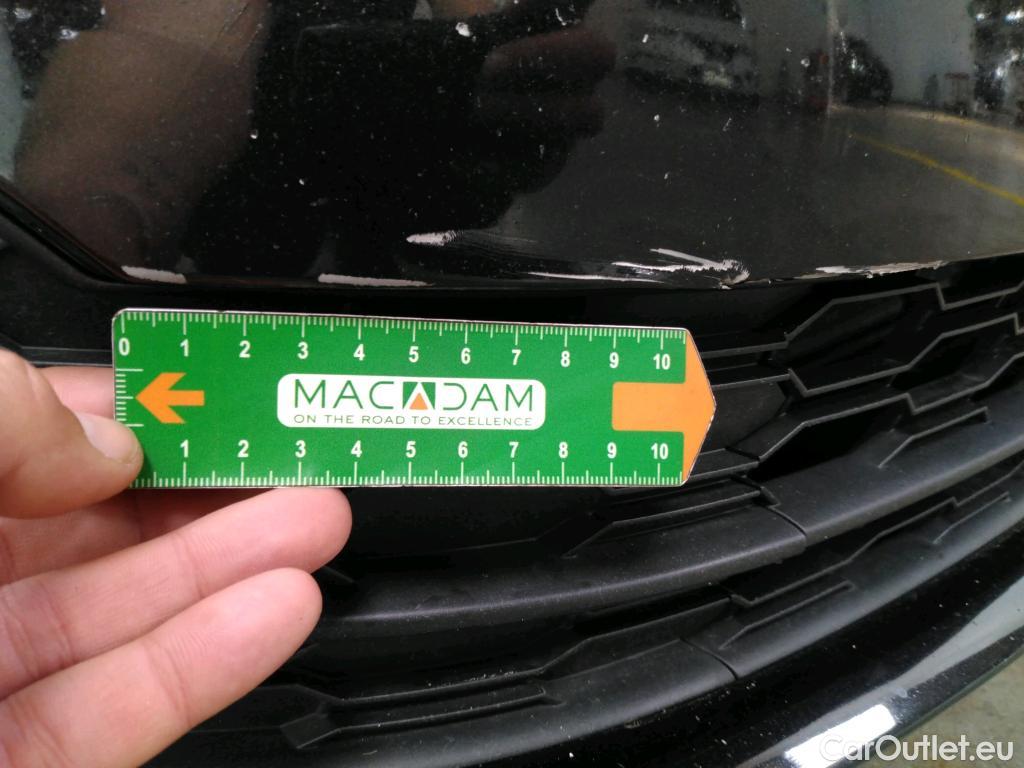 0 1 2 3 4 5 6 7 8 9 10
MACADAM
ON THE ROAD TO EXCELLENCE
1 2 3 4 5 6 7 8 9 10
CarOutlet.eu